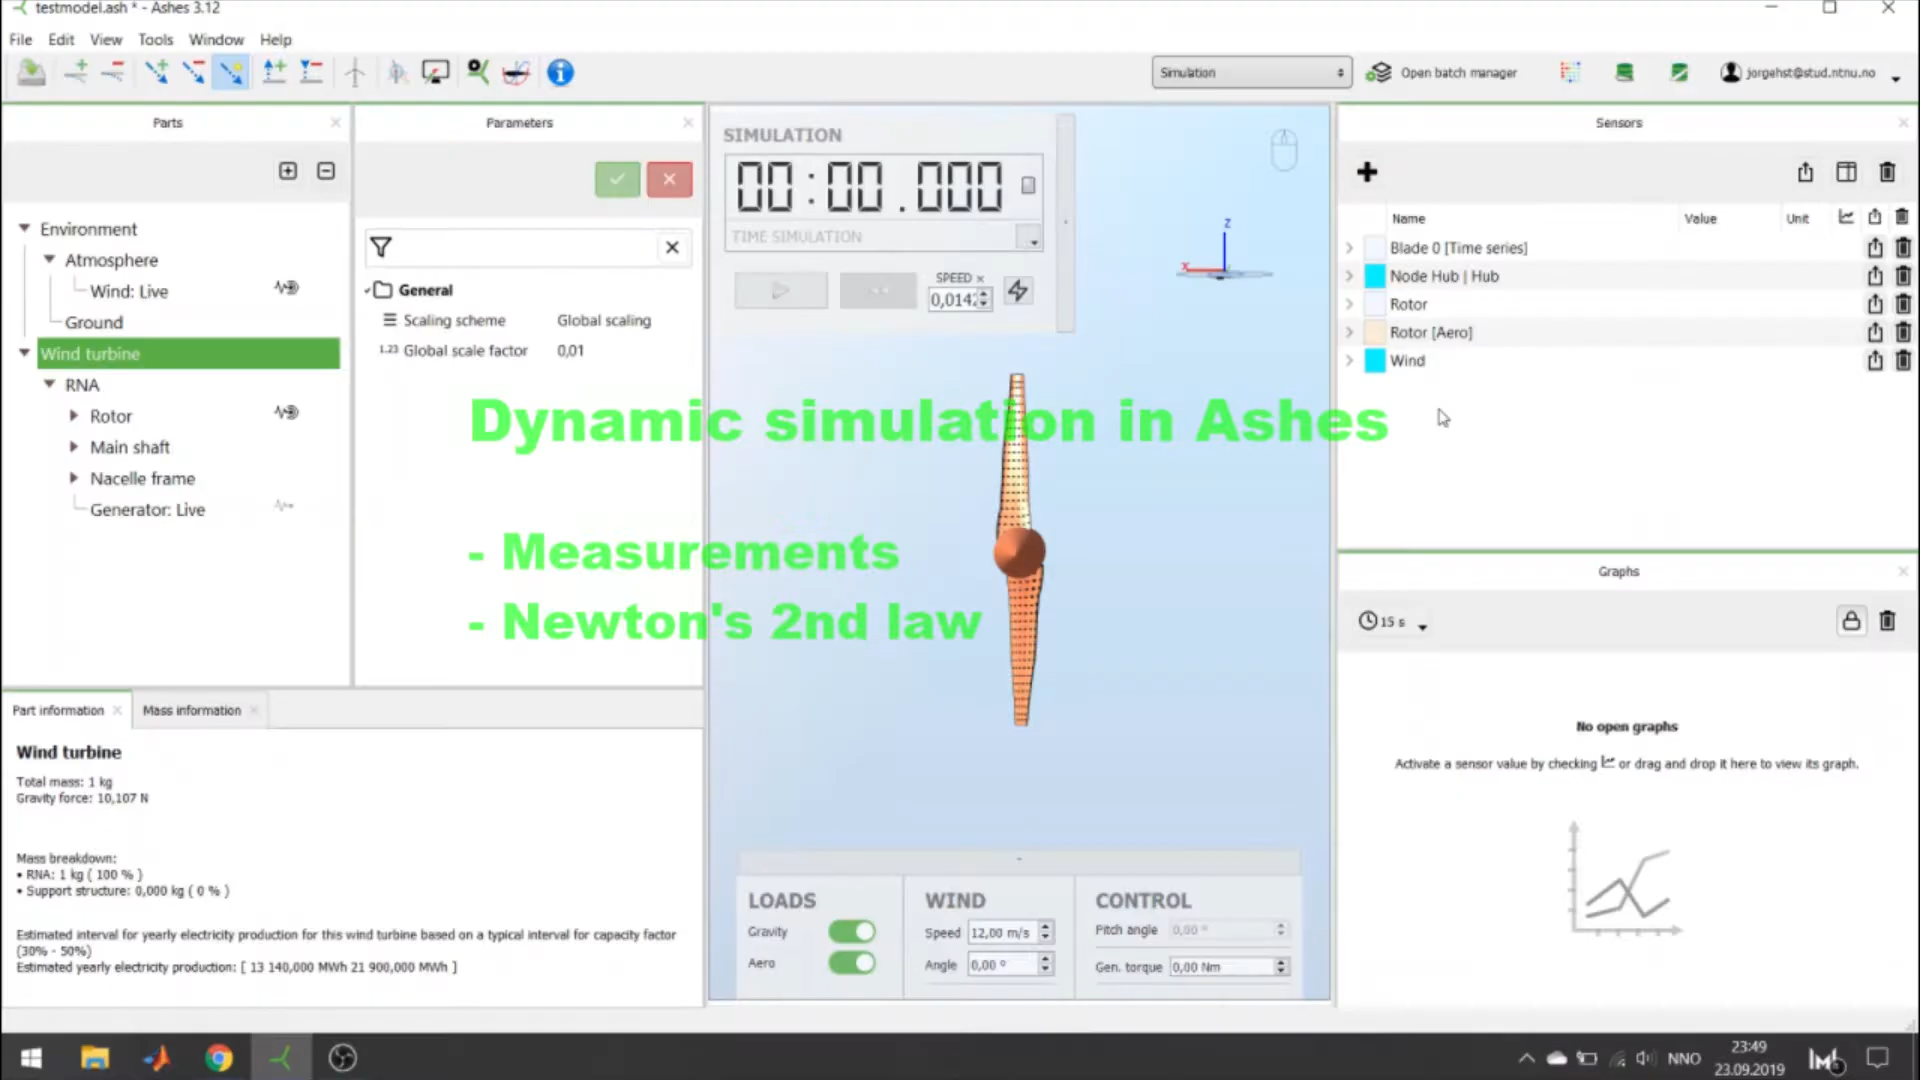 testmodel.ash * - Ashes 3.12
File Edit View Tools Window Help
Simulation
Open batch manager
jorgehst@stud.ntnu.no
Parts
Environment
Atmosphere
Wind: Live
Ground
Wind turbine
RNA
Rotor
Main shaft
Nacelle frame
Generator: Live
Parameters
General
Scaling scheme Global scaling
1.23 Global scale factor 0,01
SIMULATION
00:00.000
TIME SIMULATION
SPEED ×
0,014
Z
X
Dynamic simulation in Ashes
- Measurements
- Newton's 2nd law
Sensors
Name Value Unit
Blade 0 [Time series]
Node Hub | Hub
Rotor
Rotor [Aero]
Wind
Graphs
15 s
No open graphs
Activate a sensor value by checking or drag and drop it here to view its graph.
Part information Mass information
Wind turbine
Total mass: 1 kg
Gravity force: 10,107 N
Mass breakdown:
• RNA: 1 kg ( 100 % )
• Support structure: 0,000 kg ( 0 % )
Estimated interval for yearly electricity production for this wind turbine based on a typical interval for capacity factor
(30% - 50%)
Estimated yearly electricity production: [ 13 140,000 MWh 21 900,000 MWh ]
LOADS
Gravity
Aero
WIND
Speed 12,00 m/s
Angle 0,00 °
CONTROL
Pitch angle 0,00 °
Gen. torque 0,00 Nm
NNO
23:49
23.09.2019